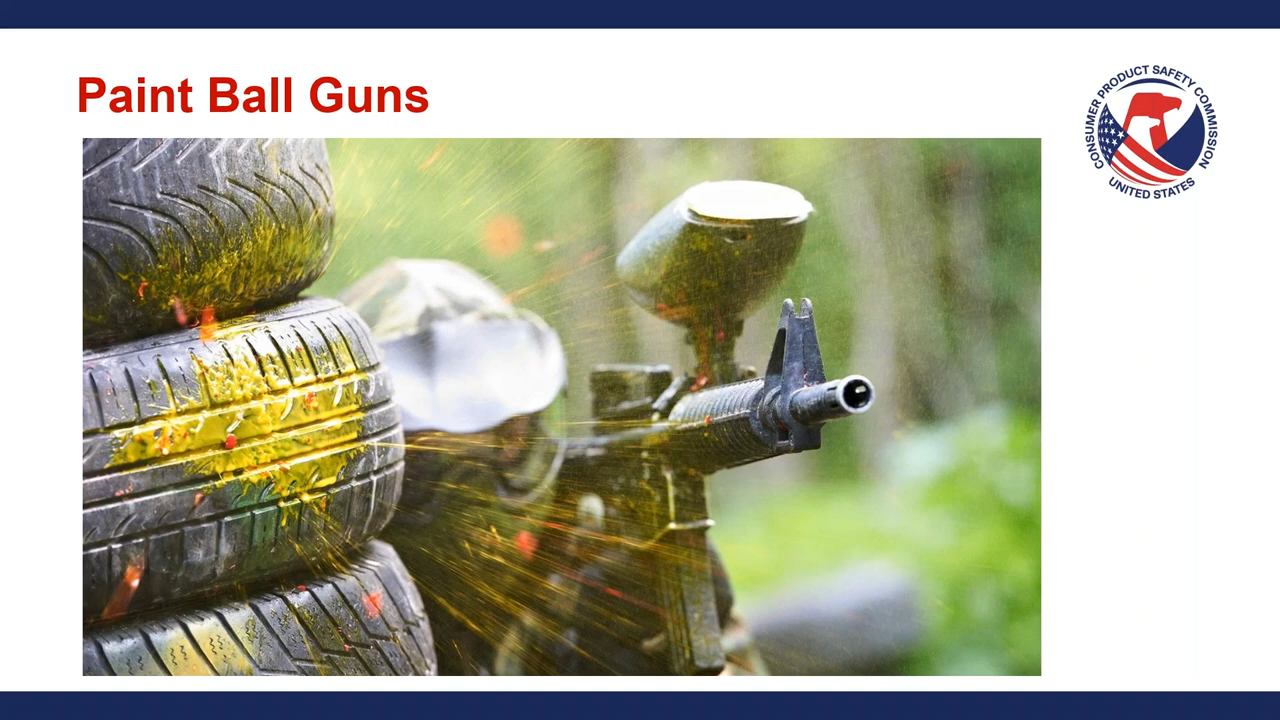 Paint Ball Guns
CONSUMER PRODUCT SAFETY COMMISSION
UNITED STATES